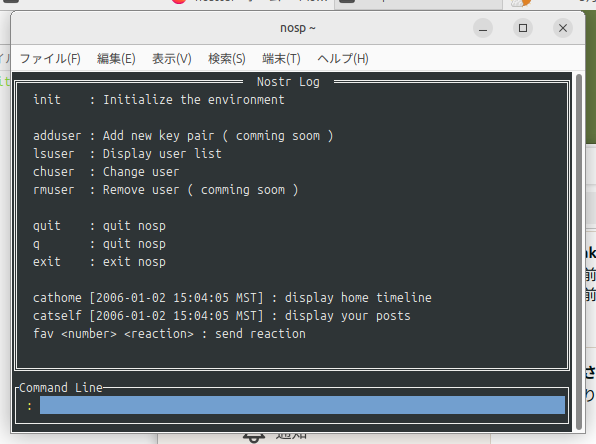 nosp ~
ファイル(F) 編集(E) 表示(V) 検索(S) 端末(T) ヘルプ(H)
Nostr Log
init : Initialize the environment
adduser : Add new key pair ( comming soom )
lsuser : Display user list
chuser : Change user
rmuser : Remove user ( comming soom )
quit : quit nosp
q : quit nosp
exit : exit nosp
cathome [2006-01-02 15:04:05 MST] : display home timeline
catself [2006-01-02 15:04:05 MST] : display your posts
fav <number> <reaction> : send reaction
Command Line
:
通知